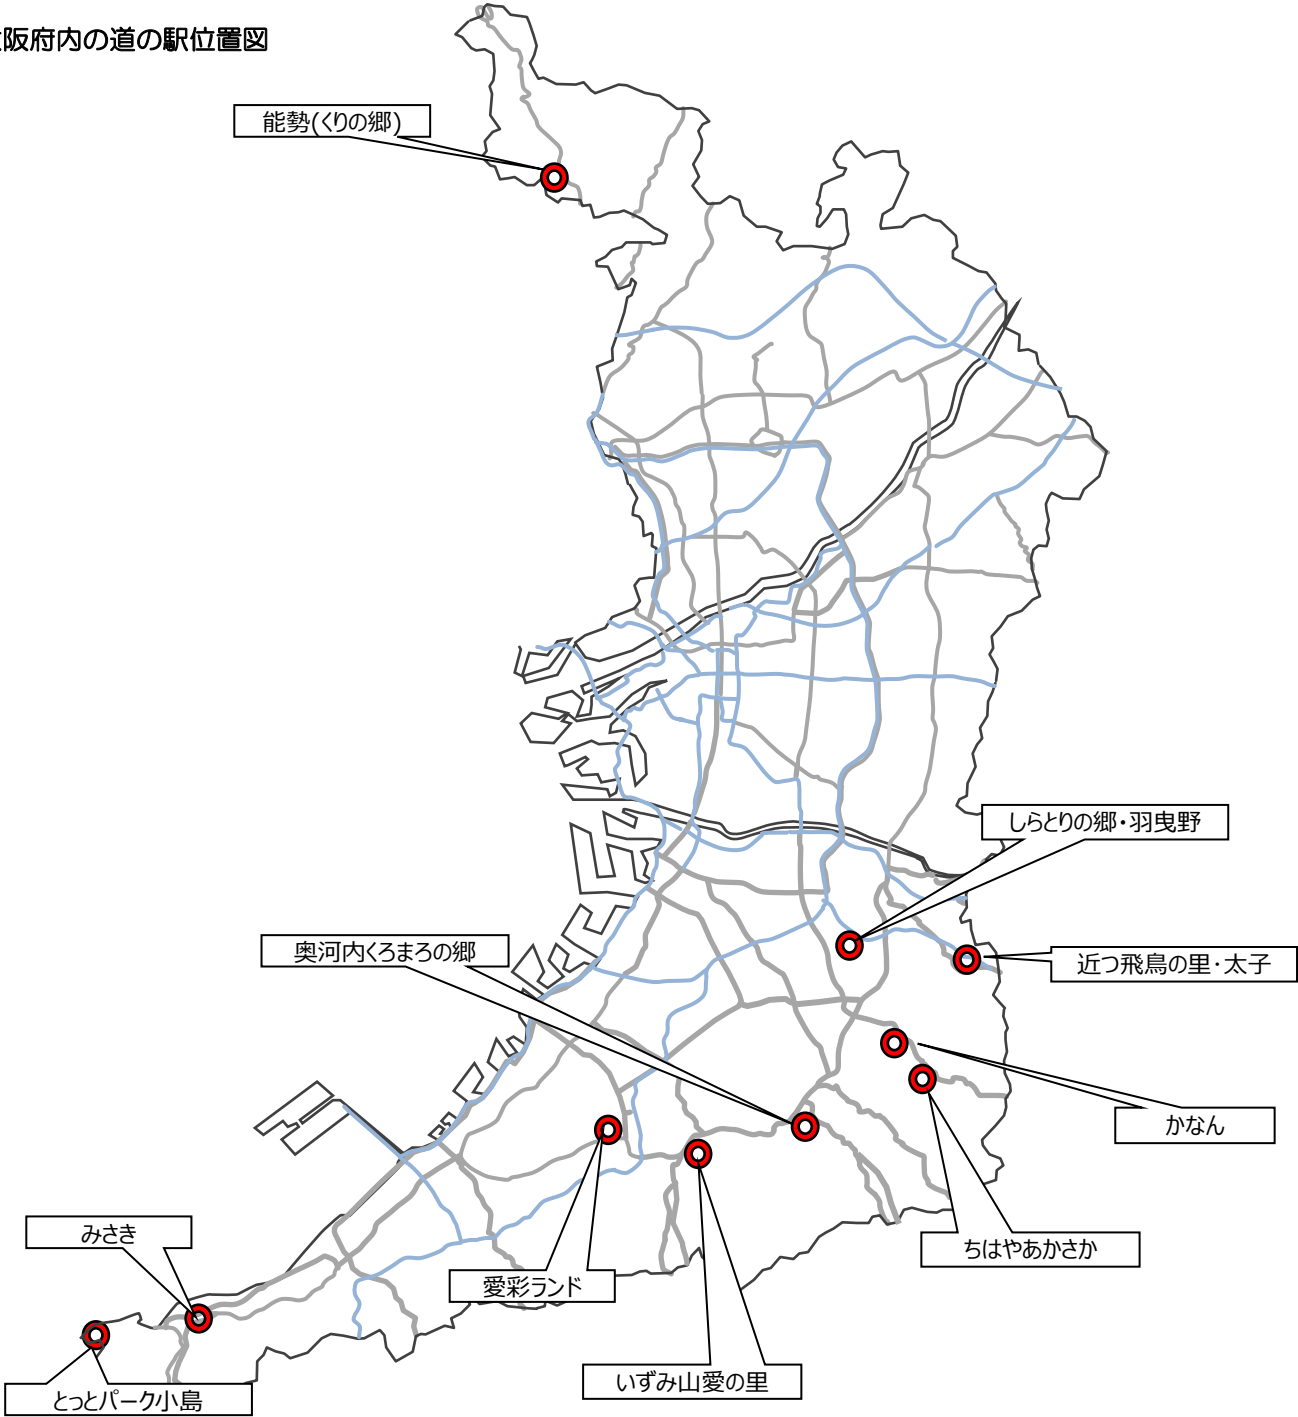 阪府内の道の駅位置図
能勢(くりの郷)
しらとりの郷・羽曳野
奥河内くろまろの郷
近つ飛鳥の里・太子
かなん
みさき
ちはやあかさか
愛彩ランド
いずみ山愛の里
とっとパーク小島